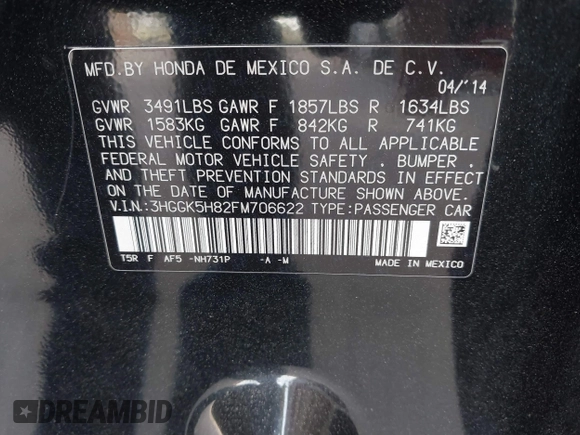 MFD.BY HONDA DE MEXICO S.A. DE C.V.
04/'14
GVWR 3491LBS GAWR F 1857LBS R 1634LBS
GVWR 1583KG GAWR F 842KG R 741KG
THIS VEHICLE CONFORMS TO ALL APPLICABLE
FEDERAL MOTOR VEHICLE SAFETY . BUMPER .
AND THEFT PREVENTION STANDARDS IN EFFECT
ON DATE OF MANUFACTURE SHOWN ABOVE.
V.I.N:3HGGK5H82FM706622 TYPE:PASSENGER CAR
T5R F AF5 -NH731P -A -M MADE IN MEXICO
DREAMBID